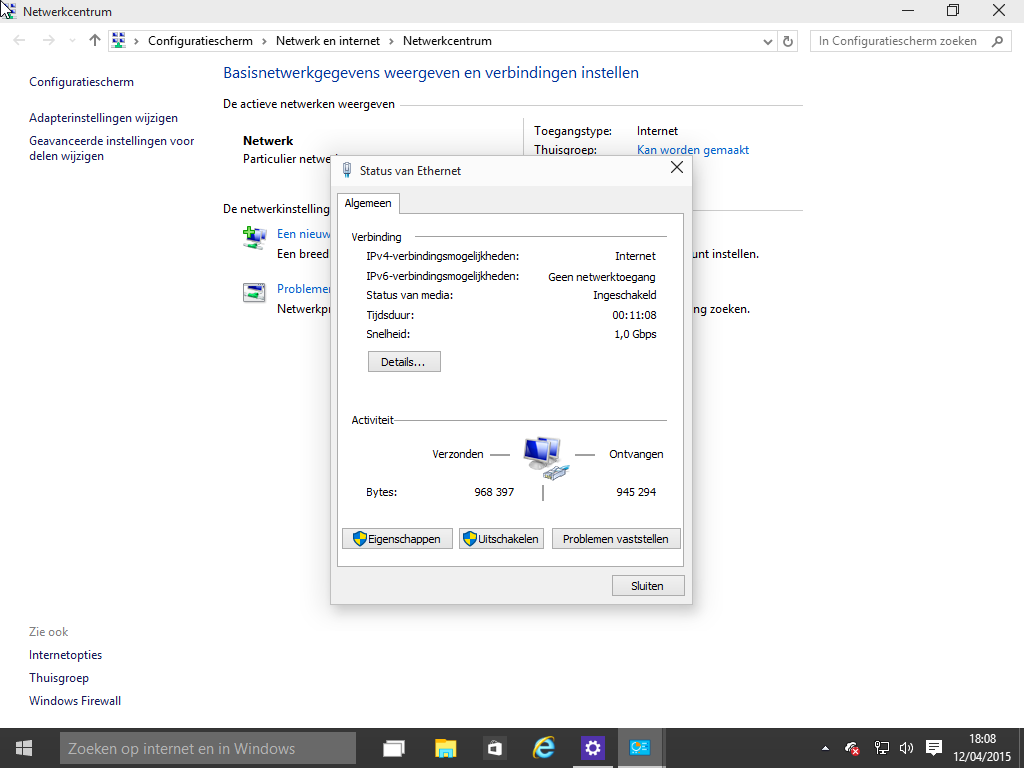 Netwerkcentrum
Configuratiescherm
Netwerk en internet
Netwerkcentrum
In Configuratiescherm zoeken
Configuratiescherm
Adapterinstellingen wijzigen
Geavanceerde instellingen voor
delen wijzigen
Basisnetwerkgegevens weergeven en verbindingen instellen
De actieve netwerken weergeven
Netwerk
Particulier netwe
Toegangstype: Internet
Thuisgroep: Kan worden gemaakt
De netwerkinstelling
Een nieuw
Een breed
unt instellen.
Probleme
Netwerkp
ng zoeken.
Status van Ethernet
Algemeen
Verbinding
IPv4-verbindingsmogelijkheden: Internet
IPv6-verbindingsmogelijkheden: Geen netwerktoegang
Status van media: Ingeschakeld
Tijdsduur: 00:11:08
Snelheid: 1,0 Gbps
Details...
Activiteit
Verzonden
Ontvangen
Bytes: 968 397 945 294
Eigenschappen
Uitschakelen
Problemen vaststellen
Sluiten
Zie ook
Internetopties
Thuisgroep
Windows Firewall
Zoeken op internet en in Windows
18:08
12/04/2015